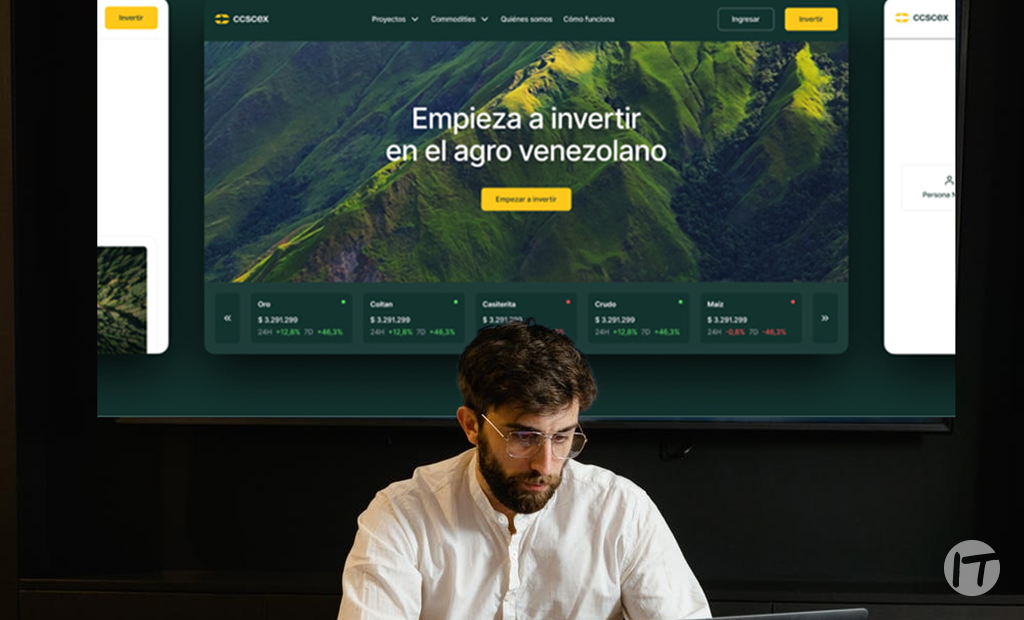 Invertir
ccscex
Proyectos
Commodities
Quiénes somos
Cómo funciona
Ingresar
Invertir
ccscex
Empieza a invertir
en el agro venezolano
Empezar a invertir
Persona
«
Oro
$ 3.291.299
24H +12,8% 7D +46,3%
Coltan
$ 3.291.299
24H +12,8% 7D +46,3%
Casiterita
$ 3.291.299
24H
Crudo
$ 3.291.299
24H +12,8% 7D +46,3%
Maíz
$ 3.291.299
24H -0,8% 7D -46,3%
»
IT